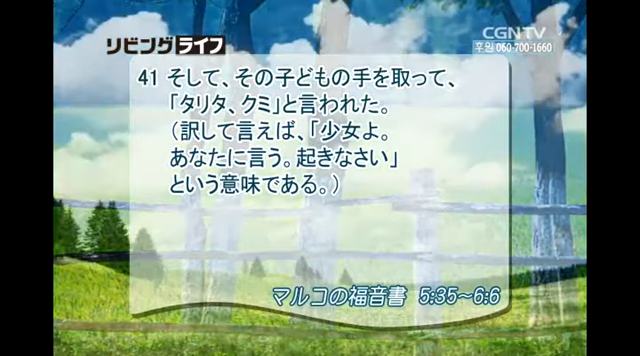 リビングライフ
CGNTV
후원 060-700-1660
41 そして、その子どもの手を取って、
「タリタ、クミ」と言われた。
（訳して言えば、「少女よ。
あなたに言う。起きなさい」
という意味である。）
マルコの福音書 5:35～6:6